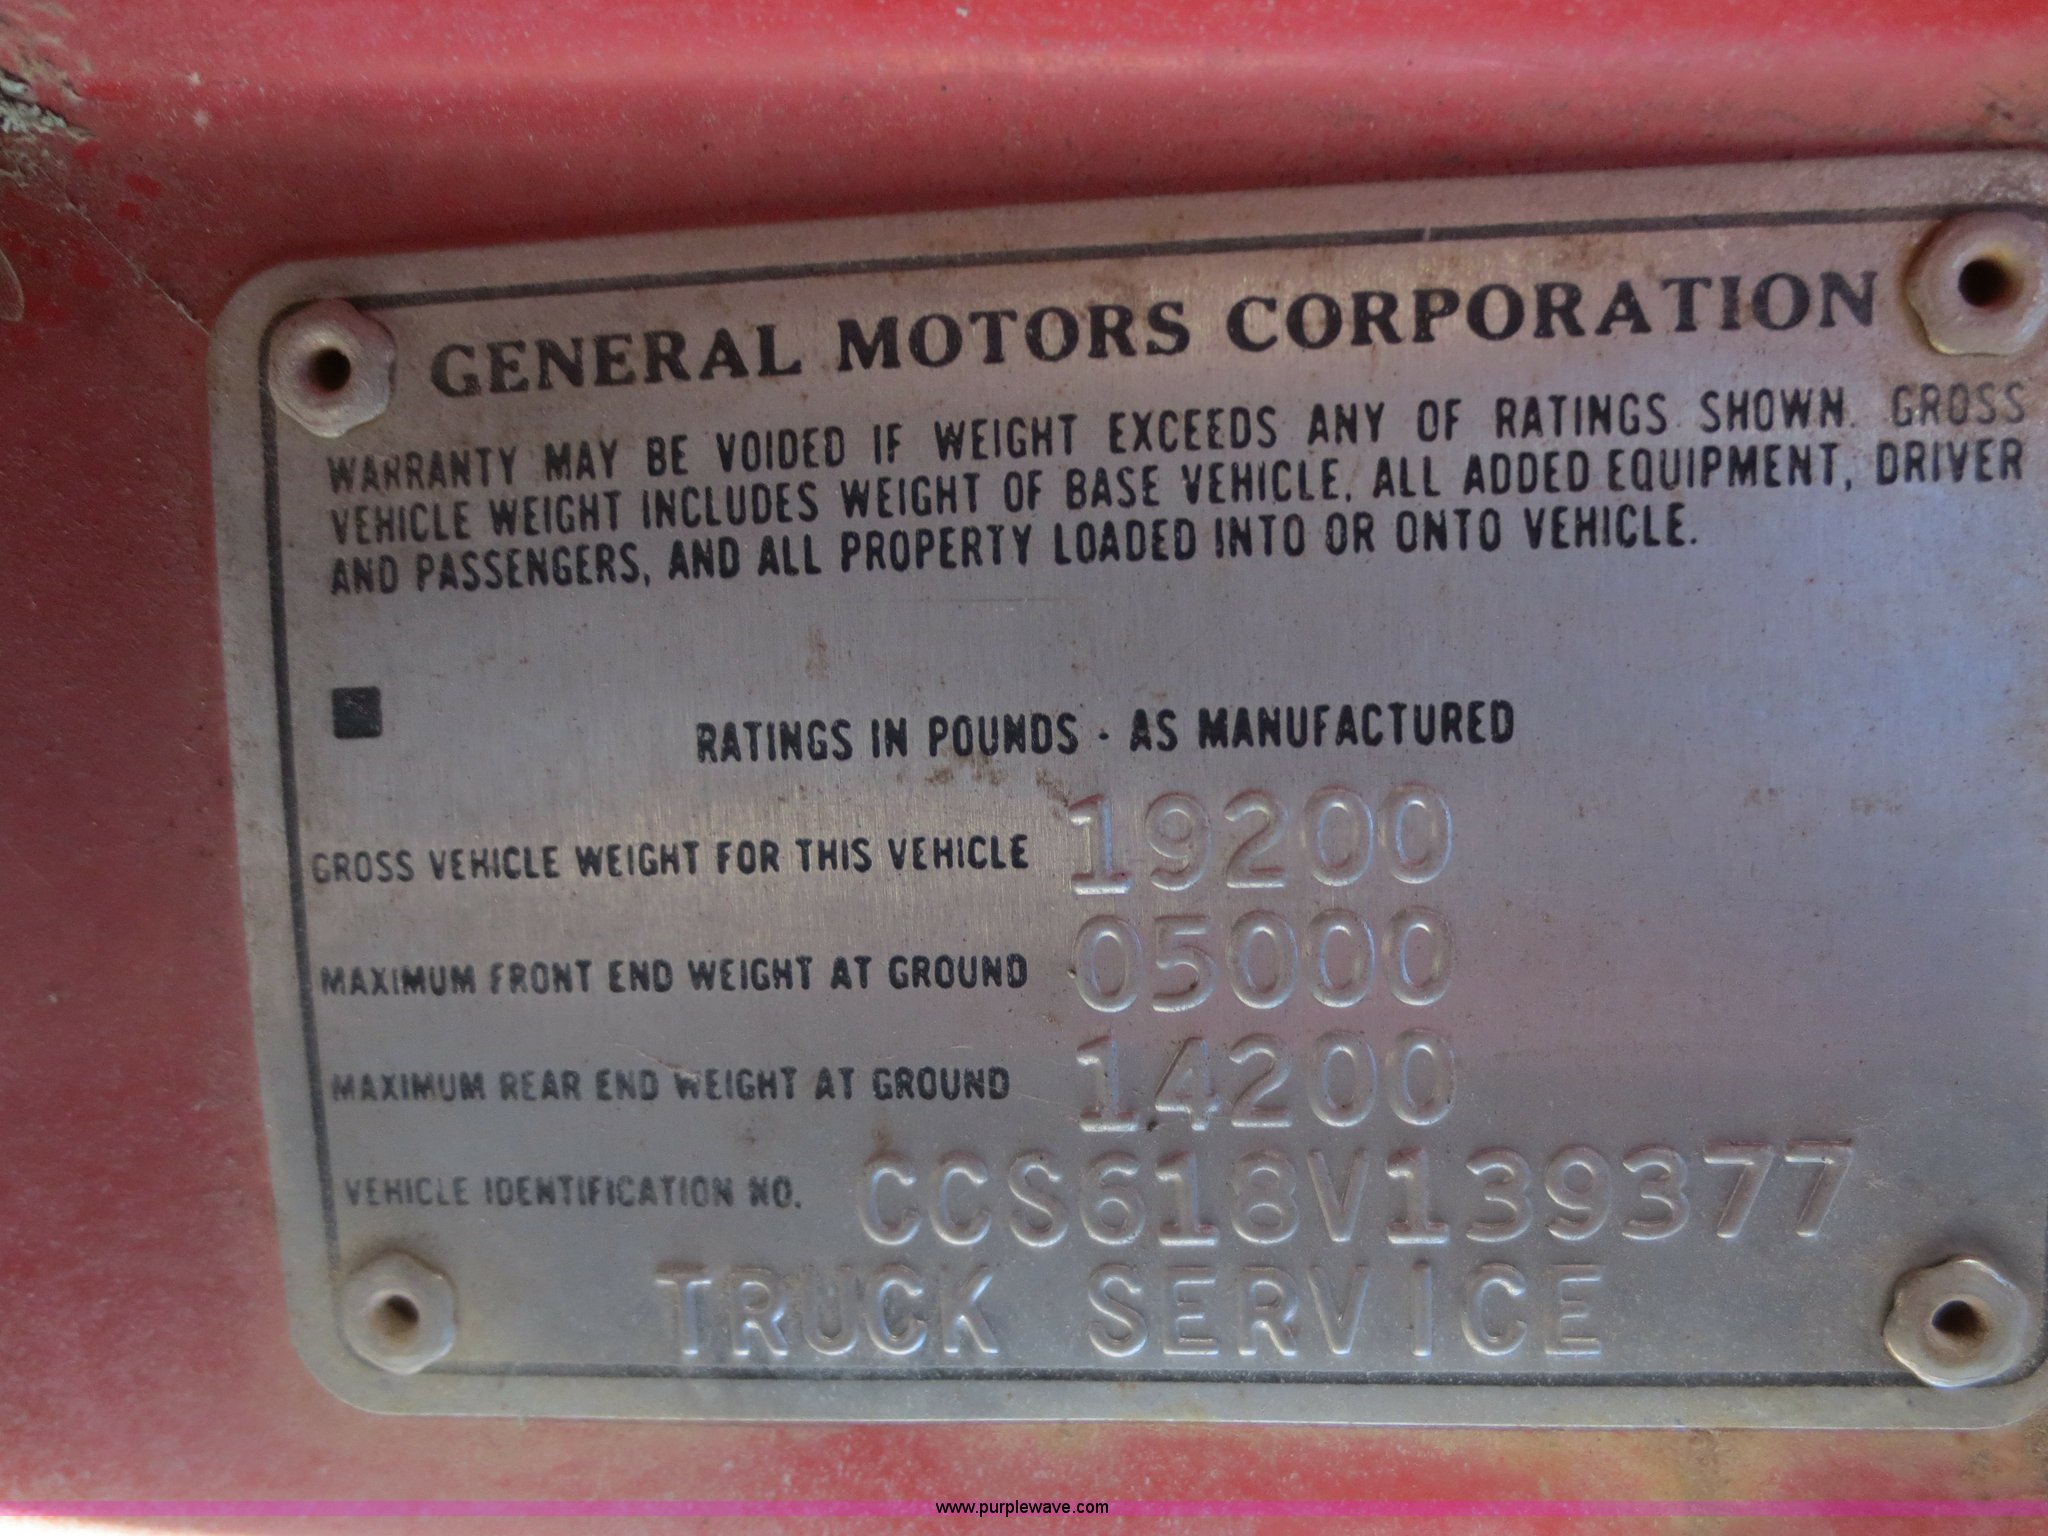 GENERAL MOTORS CORPORATION
WARRANTY MAY BE VOIDED IF WEIGHT EXCEEDS ANY OF RATINGS SHOWN. GROSS
VEHICLE WEIGHT INCLUDES WEIGHT OF BASE VEHICLE, ALL ADDED EQUIPMENT, DRIVER
AND PASSENGERS, AND ALL PROPERTY LOADED INTO OR ONTO VEHICLE.
RATINGS IN POUNDS - AS MANUFACTURED
GROSS VEHICLE WEIGHT FOR THIS VEHICLE 19200
MAXIMUM FRONT END WEIGHT AT GROUND 05000
MAXIMUM REAR END WEIGHT AT GROUND 14200
VEHICLE IDENTIFICATION NO. CCS618V139377
TRUCK SERVICE
www.purplewave.com